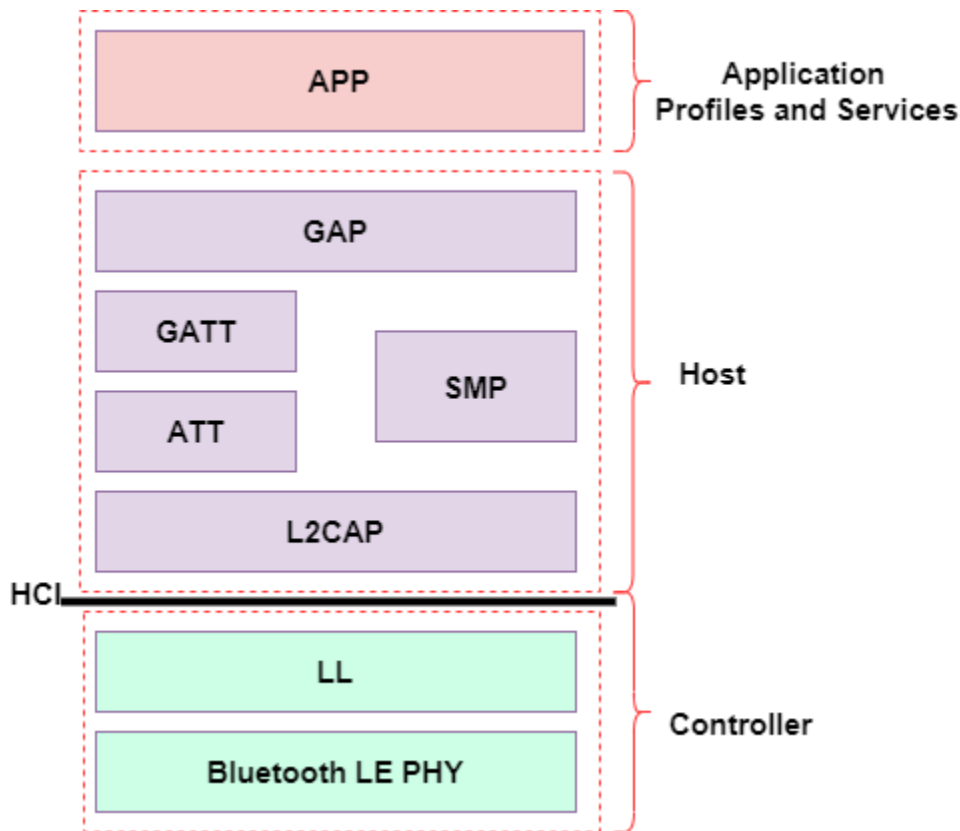 APP
Application
Profiles and Services
GAP
GATT
SMP
ATT
Host
L2CAP
HCI
LL
Controller
Bluetooth LE PHY